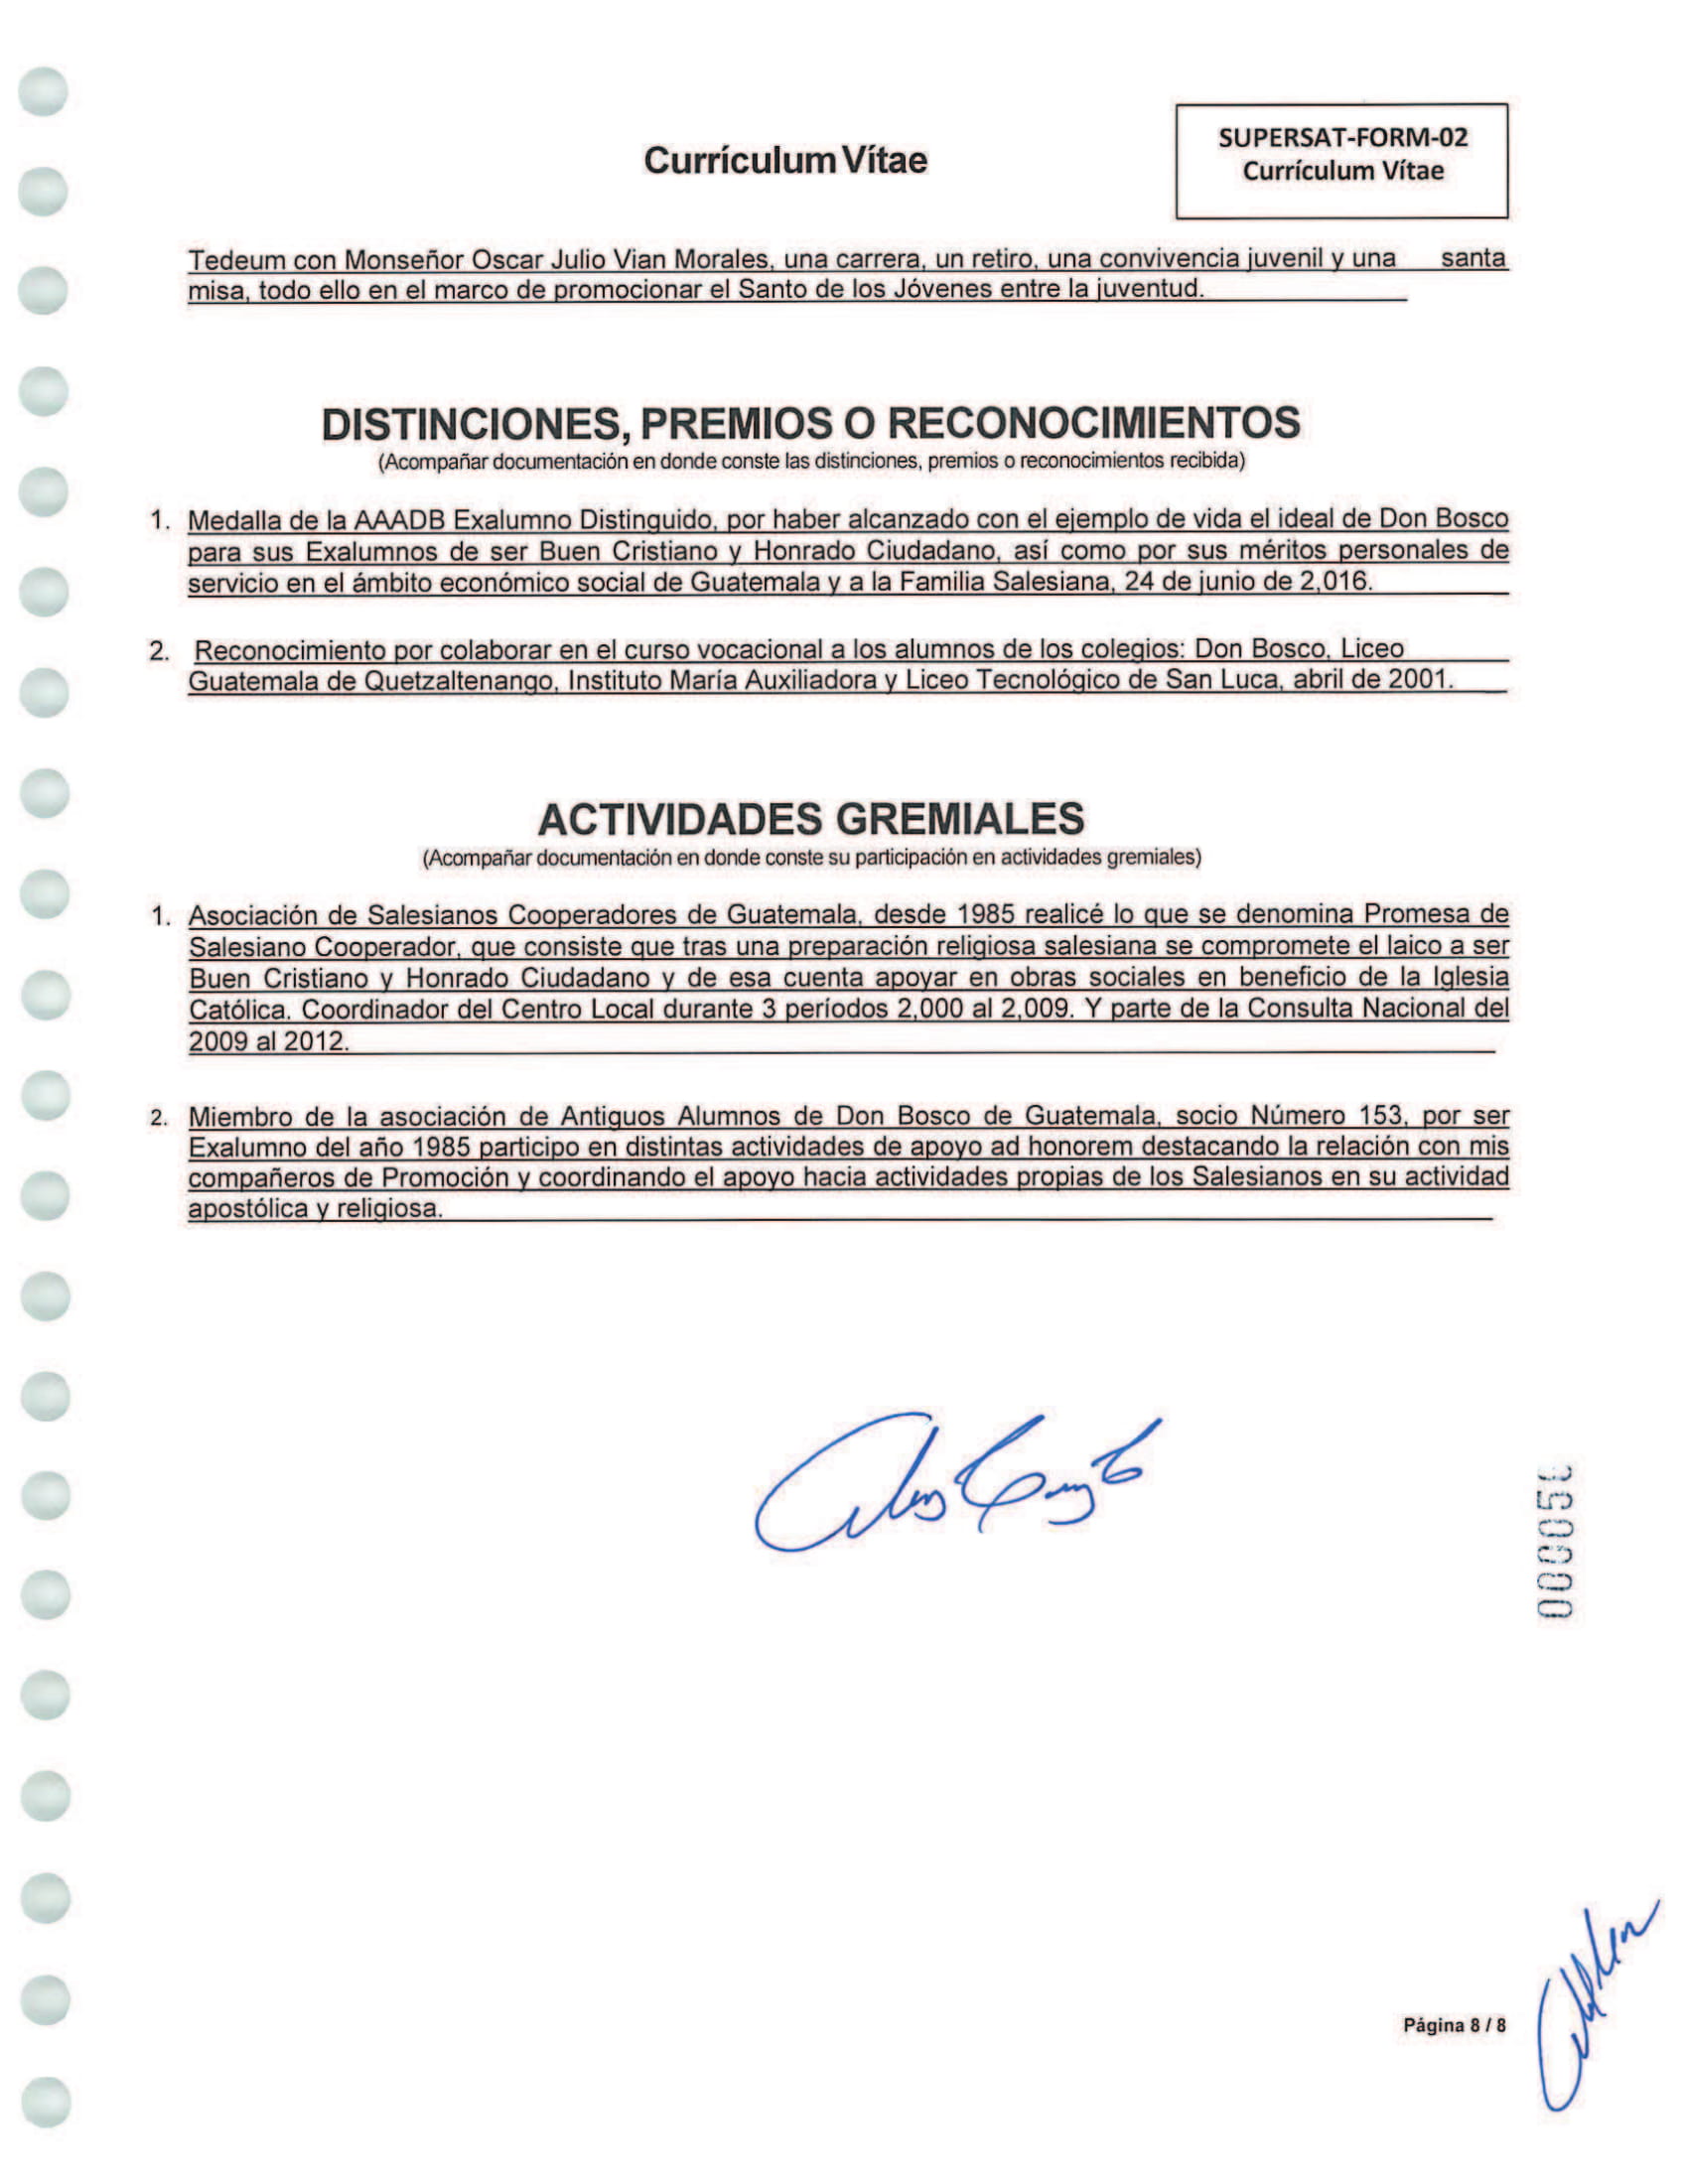 Currículum Vítae
SUPERSAT-FORM-02
Currículum Vítae
Tedeum con Monseñor Oscar Julio Vian Morales, una carrera, un retiro, una convivencia juvenil y una santa
misa, todo ello en el marco de promocionar el Santo de los Jóvenes entre la juventud.
DISTINCIONES, PREMIOS O RECONOCIMIENTOS
(Acompañar documentación en donde conste las distinciones, premios o reconocimientos recibida)
1. Medalla de la AAADB Exalumno Distinguido, por haber alcanzado con el ejemplo de vida el ideal de Don Bosco
para sus Exalumnos de ser Buen Cristiano y Honrado Ciudadano, así como por sus méritos personales de
servicio en el ámbito económico social de Guatemala y a la Familia Salesiana, 24 de junio de 2,016.
2. Reconocimiento por colaborar en el curso vocacional a los alumnos de los colegios: Don Bosco, Liceo
Guatemala de Quetzaltenango, Instituto María Auxiliadora y Liceo Tecnológico de San Luca, abril de 2001.
ACTIVIDADES GREMIALES
(Acompañar documentación en donde conste su participación en actividades gremiales)
1. Asociación de Salesianos Cooperadores de Guatemala, desde 1985 realicé lo que se denomina Promesa de
Salesiano Cooperador, que consiste que tras una preparación religiosa salesiana se compromete el laico a ser
Buen Cristiano y Honrado Ciudadano y de esa cuenta apoyar en obras sociales en beneficio de la Iglesia
Católica. Coordinador del Centro Local durante 3 períodos 2,000 al 2,009. Y parte de la Consulta Nacional del
2009 al 2012.
2. Miembro de la asociación de Antiguos Alumnos de Don Bosco de Guatemala, socio Número 153, por ser
Exalumno del año 1985 participo en distintas actividades de apoyo ad honorem destacando la relación con mis
compañeros de Promoción y coordinando el apoyo hacia actividades propias de los Salesianos en su actividad
apostólica y religiosa.
Página 8 / 8